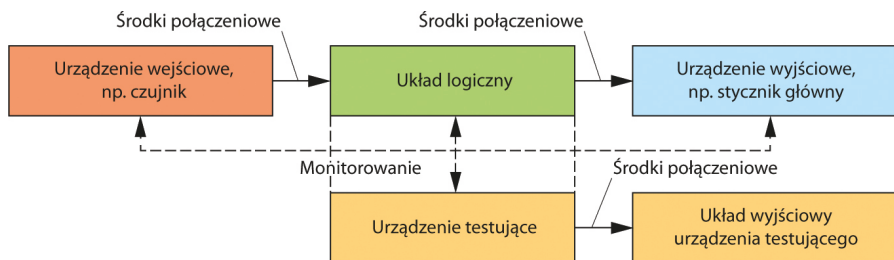 Środki połączeniowe
Środki połączeniowe
Urządzenie wejściowe,
np. czujnik
Układ logiczny
Urządzenie wyjściowe,
np. stycznik główny
Monitorowanie
Środki połączeniowe
Urządzenie testujące
Układ wyjściowy
urządzenia testującego